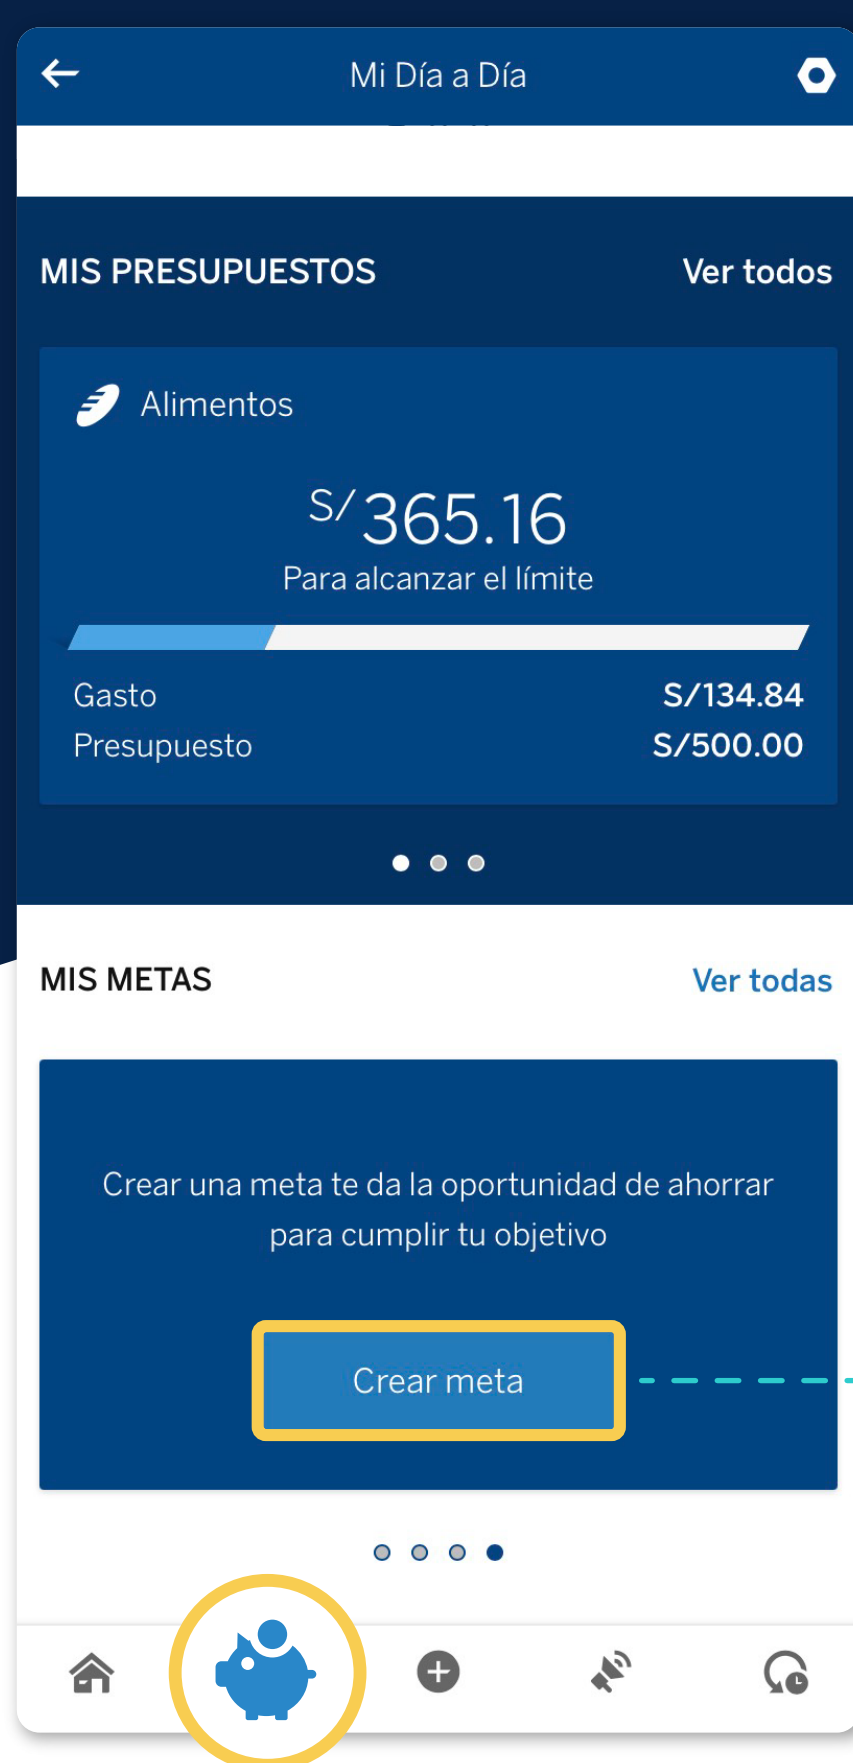 Mi Día a Día
MIS PRESUPUESTOS
Ver todos
Alimentos
S/365.16
Para alcanzar el límite
Gasto S/134.84
Presupuesto S/500.00
MIS METAS
Ver todas
Crear una meta te da la oportunidad de ahorrar
para cumplir tu objetivo
Crear meta